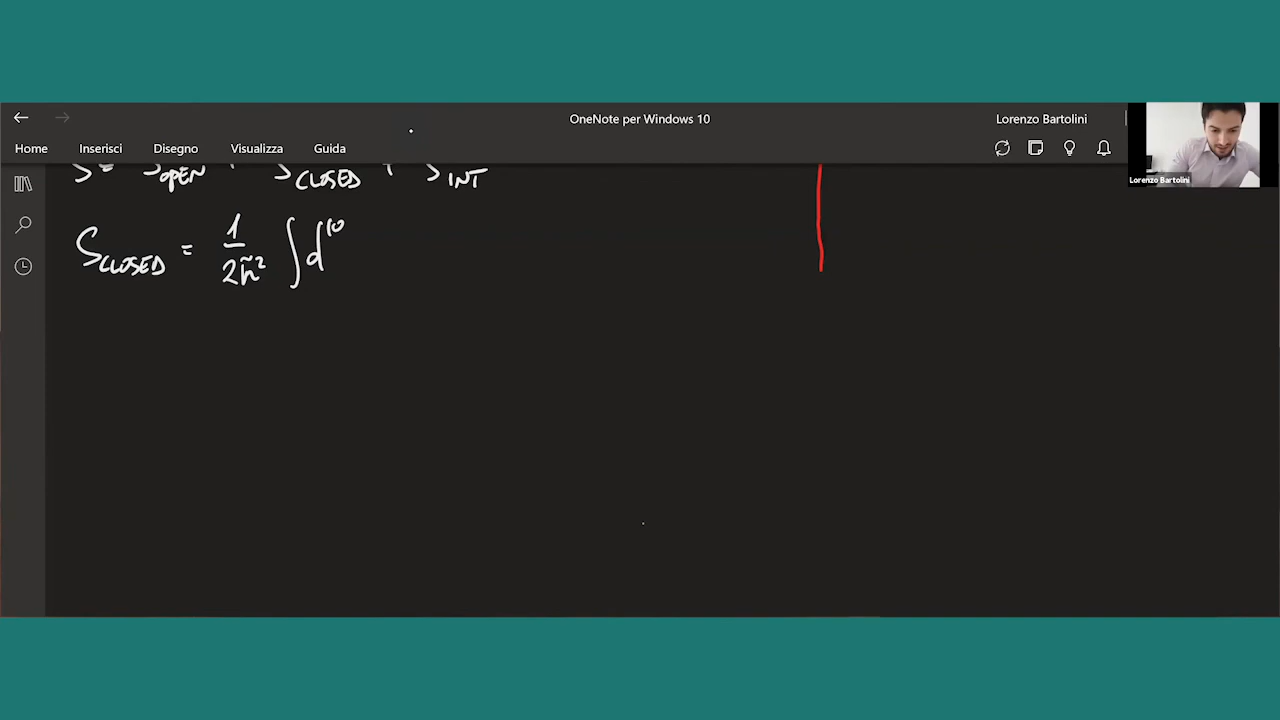 OneNote per Windows 10
Lorenzo Bartolini
Home Inserisci Disegno Visualizza Guida
Lorenzo Bartolini
S = S_OPEN + S_CLOSED + S_INT
S_CLOSED = 1/2k̃² ∫ d^10